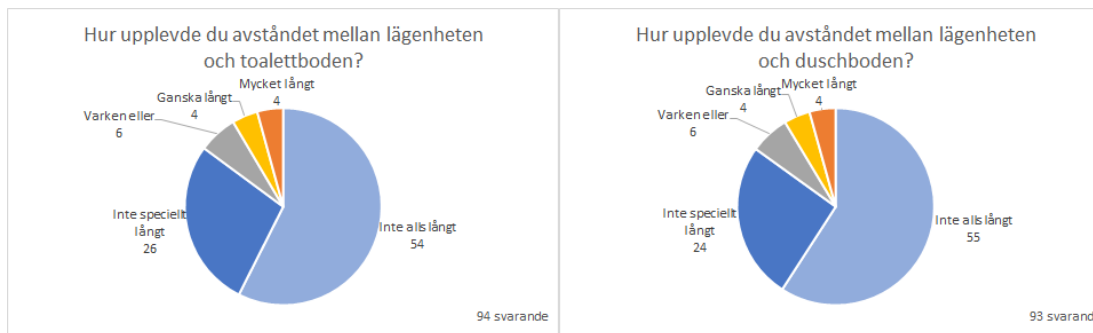 Hur upplevde du avståndet mellan lägenheten
och toalettboden?
Mycket långt
4
Ganska långt
4
Varken eller
6
Inte speciellt
långt
26
Inte alls långt
54
94 svarande
Hur upplevde du avståndet mellan lägenheten
och duschboden?
Mycket långt
4
Ganska långt
4
Varken eller
6
Inte speciellt
långt
24
Inte alls långt
55
93 svarand